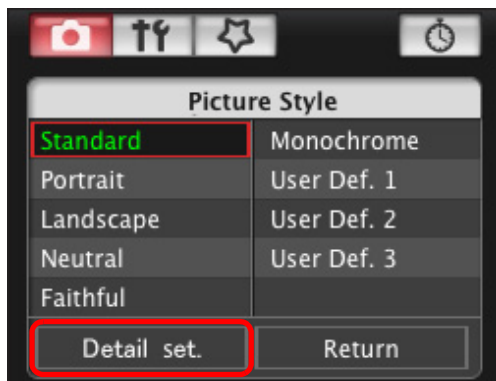 Picture Style
Standard Monochrome
Portrait User Def. 1
Landscape User Def. 2
Neutral User Def. 3
Faithful
Detail set. Return